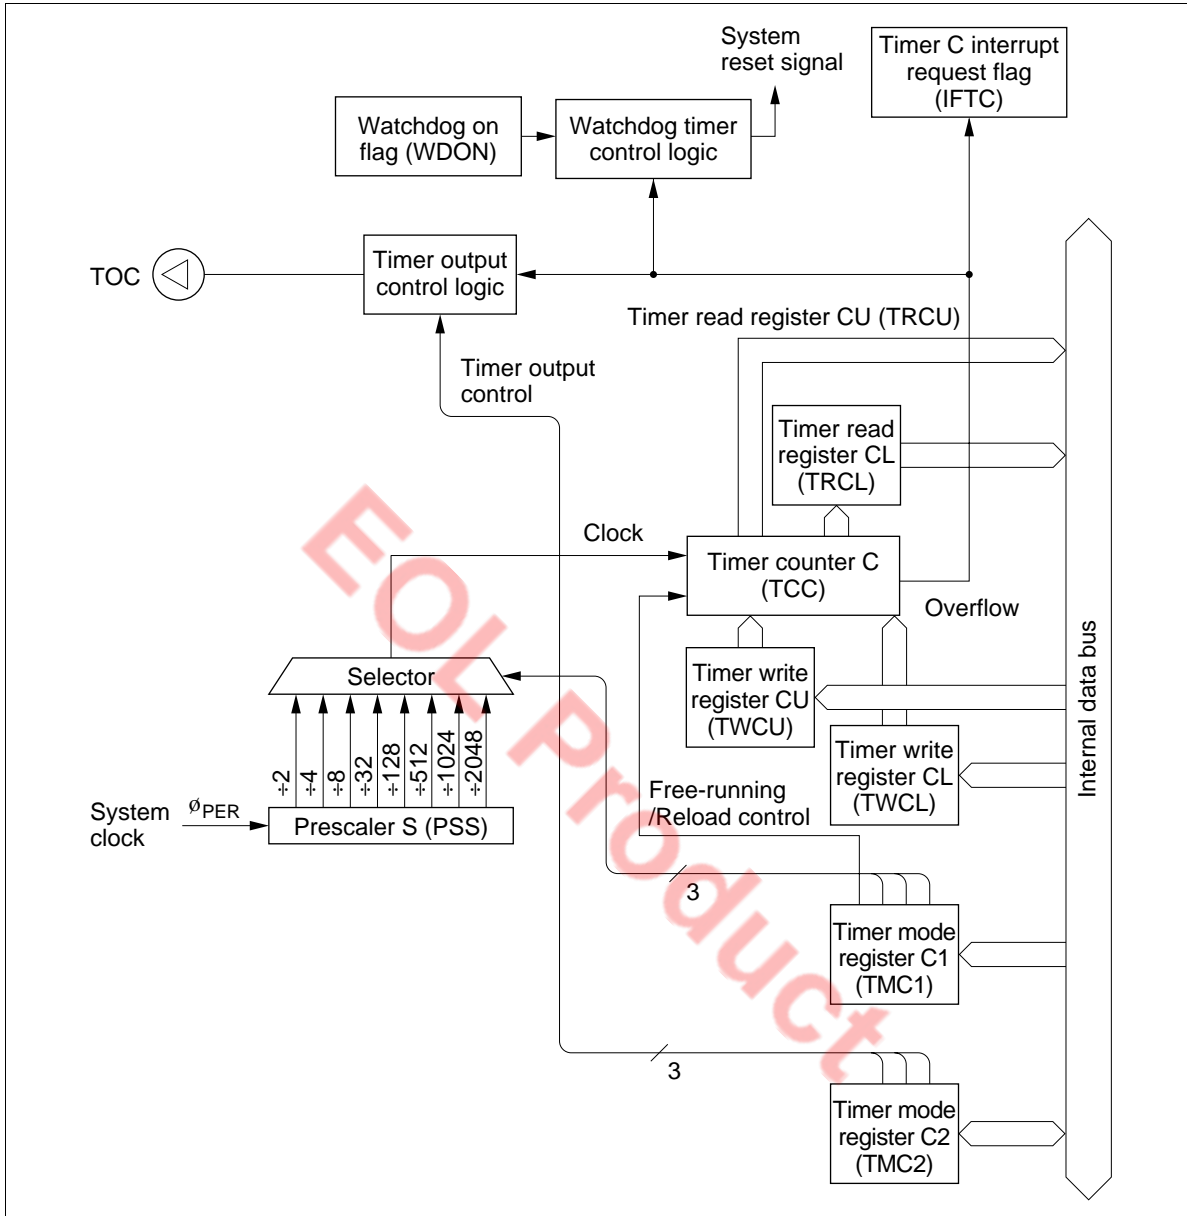 System
reset signal
Timer C interrupt
request flag
(IFTC)
Watchdog on
flag (WDON)
Watchdog timer
control logic
TOC
Timer output
control logic
Timer read register CU (TRCU)
Timer output
control
Timer read
register CL
(TRCL)
Clock
Timer counter C
(TCC)
Overflow
Selector
Timer write
register CU
(TWCU)
Timer write
register CL
(TWCL)
Internal data bus
÷2
÷4
÷8
÷32
÷128
÷512
÷1024
÷2048
System
clock
øPER
Prescaler S (PSS)
Free-running
/Reload control
3
Timer mode
register C1
(TMC1)
3
Timer mode
register C2
(TMC2)
EOL Product